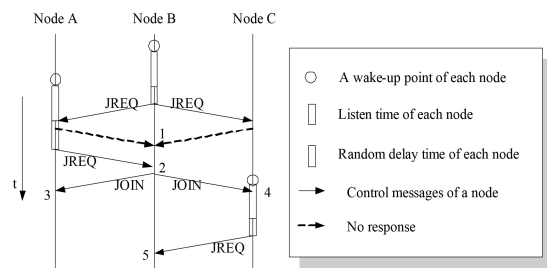 Node A Node B Node C
JREQ JREQ
1
JREQ
2
t
3 JOIN JOIN 4
5 JREQ
A wake-up point of each node
Listen time of each node
Random delay time of each node
Control messages of a node
No response